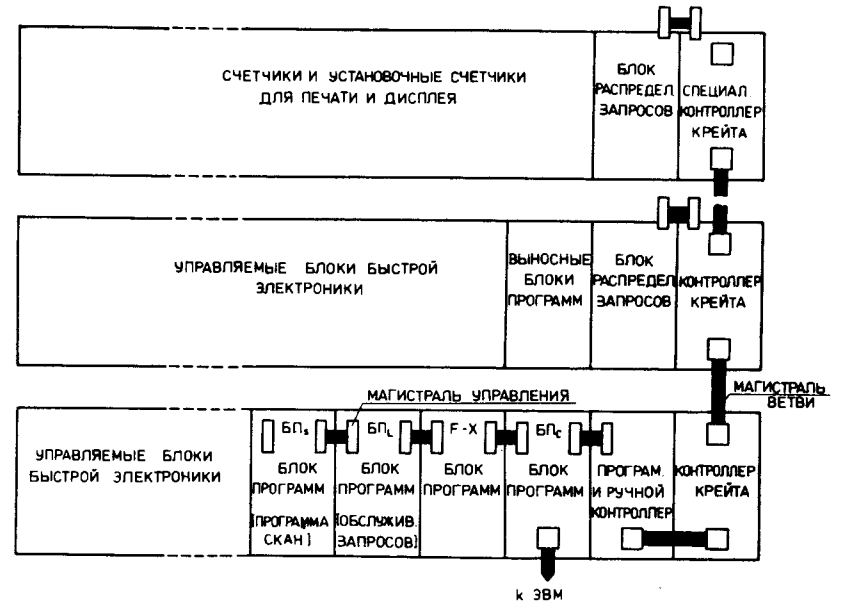 СЧЕТЧИКИ И УСТАНОВОЧНЫЕ СЧЕТЧИКИ
ДЛЯ ПЕЧАТИ И ДИСПЛЕЯ
БЛОК
РАСПРЕДЕЛ.
ЗАПРОСОВ
СПЕЦИАЛ.
КОНТРОЛЛЕР
КРЕЙТА
УПРАВЛЯЕМЫЕ БЛОКИ БЫСТРОЙ
ЭЛЕКТРОНИКИ
ВЫНОСНЫЕ
БЛОКИ
ПРОГРАММ
БЛОК
РАСПРЕДЕЛ.
ЗАПРОСОВ
КОНТРОЛЛЕР
КРЕЙТА
МАГИСТРАЛЬ
ВЕТВИ
МАГИСТРАЛЬ УПРАВЛЕНИЯ
УПРАВЛЯЕМЫЕ БЛОКИ
БЫСТРОЙ ЭЛЕКТРОНИКИ
БПs
БЛОК
ПРОГРАММ
[ПРОГРАММА
СКАН]
БПL
БЛОК
ПРОГРАММ
[ОБСЛУЖИВ.
ЗАПРОСОВ]
F-X
БЛОК
ПРОГРАММ
БПc
БЛОК
ПРОГРАММ
ПРОГРАМ.
И РУЧНОЙ
КОНТРОЛЛЕР
КОНТРОЛЛЕР
КРЕЙТА
к ЭВМ